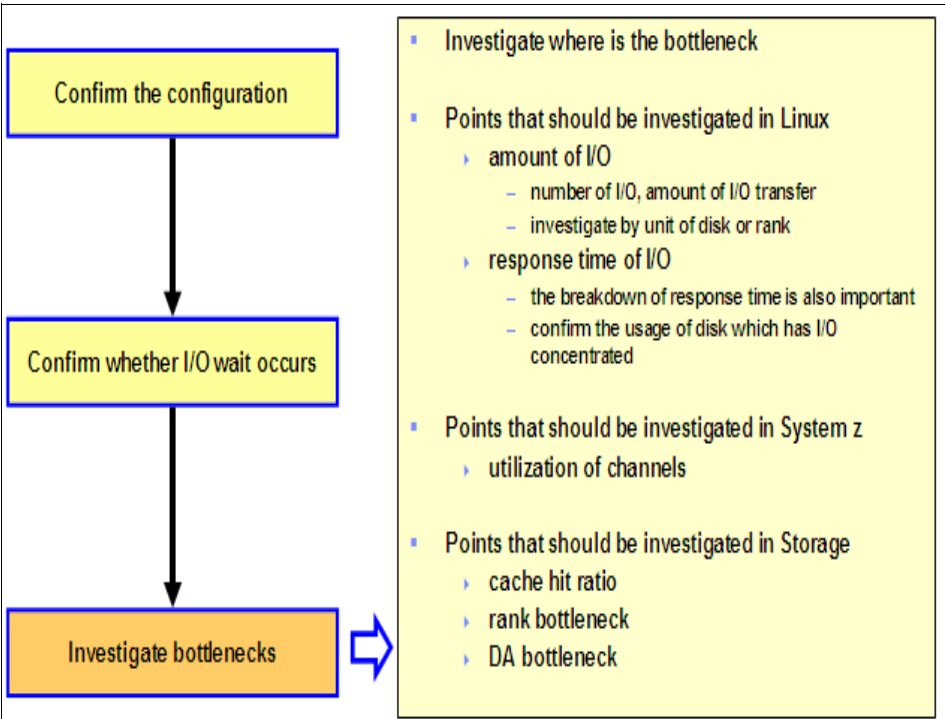 Confirm the configuration
Confirm whether I/O wait occurs
Investigate bottlenecks
Investigate where is the bottleneck
Points that should be investigated in Linux
amount of I/O
– number of I/O, amount of I/O transfer
– investigate by unit of disk or rank
response time of I/O
– the breakdown of response time is also important
– confirm the usage of disk which has I/O
concentrated
Points that should be investigated in System z
utilization of channels
Points that should be investigated in Storage
cache hit ratio
rank bottleneck
DA bottleneck